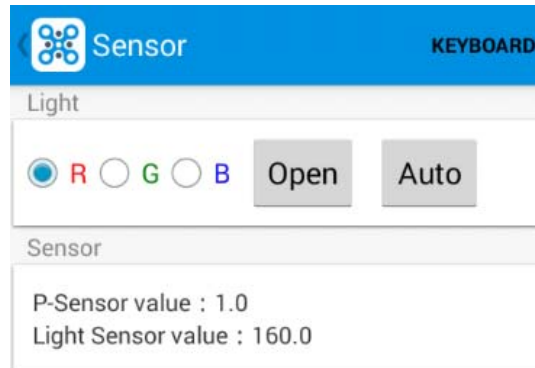 Sensor KEYBOARD
Light
R G B Open Auto
Sensor
P-Sensor value : 1.0
Light Sensor value : 160.0